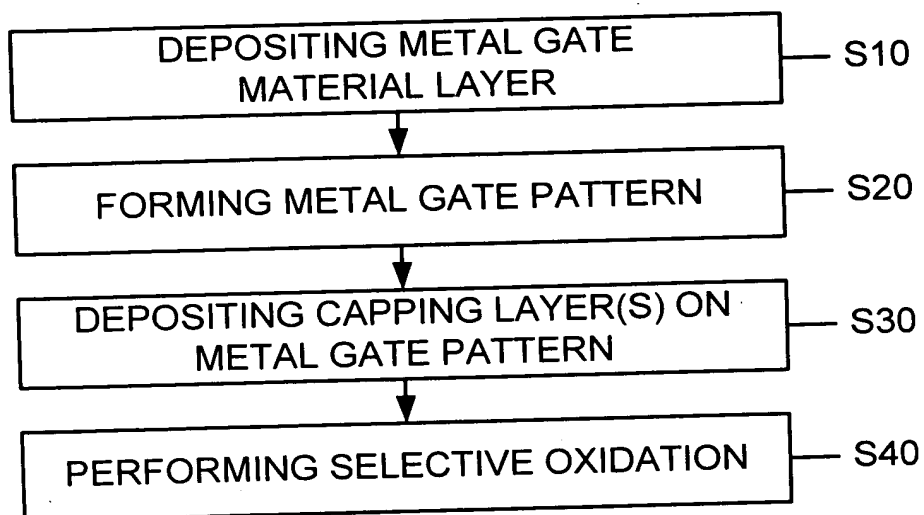 DEPOSITING METAL GATE
MATERIAL LAYER
S10
FORMING METAL GATE PATTERN
S20
DEPOSITING CAPPING LAYER(S) ON
METAL GATE PATTERN
S30
PERFORMING SELECTIVE OXIDATION
S40